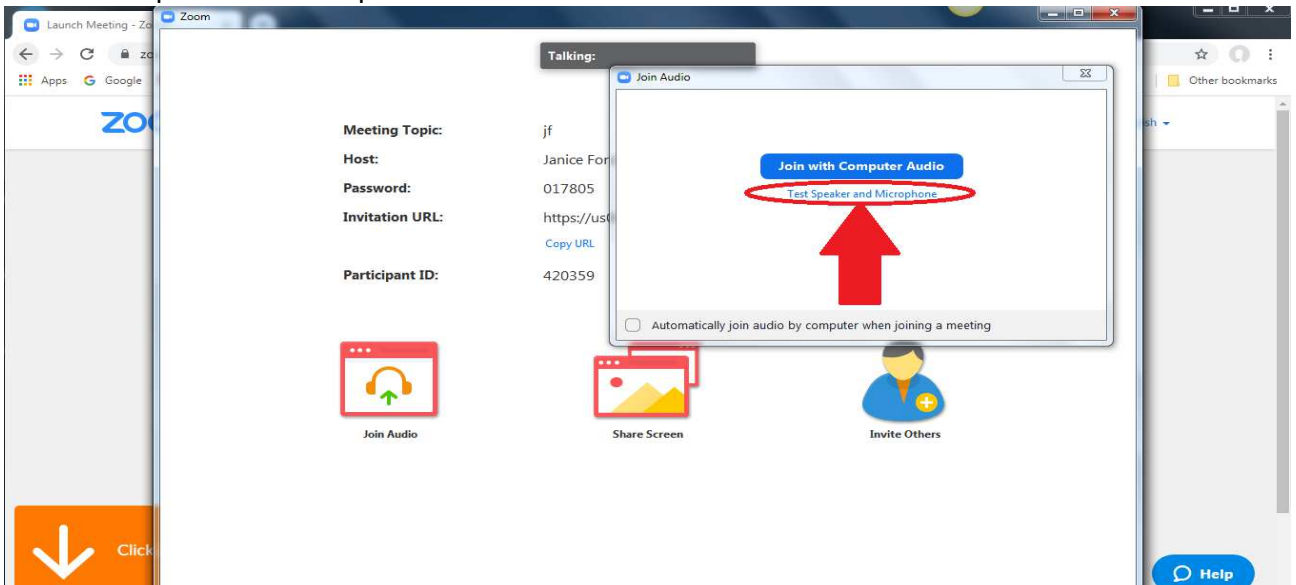 Launch Meeting - Zo
Zoom
Apps Google
Other bookmarks
Talking:
Join Audio
Meeting Topic: jf
Host: Janice For
Password: 017805
Invitation URL: https://us
Copy URL
Participant ID: 420359
Join with Computer Audio
Test Speaker and Microphone
Automatically join audio by computer when joining a meeting
Join Audio
Share Screen
Invite Others
Click
Help